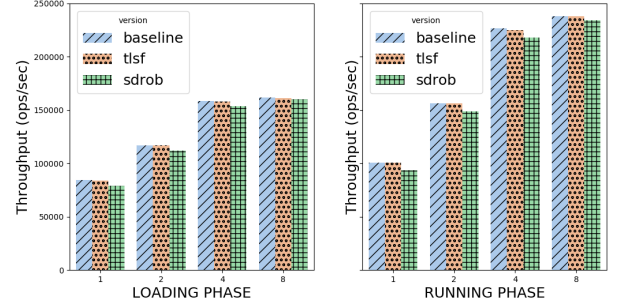 250000
200000
150000
100000
50000
0
Throughput (ops/sec)
version
baseline
tlsf
sdrob
1 2 4 8
LOADING PHASE
Throughput (ops/sec)
version
baseline
tlsf
sdrob
1 2 4 8
RUNNING PHASE